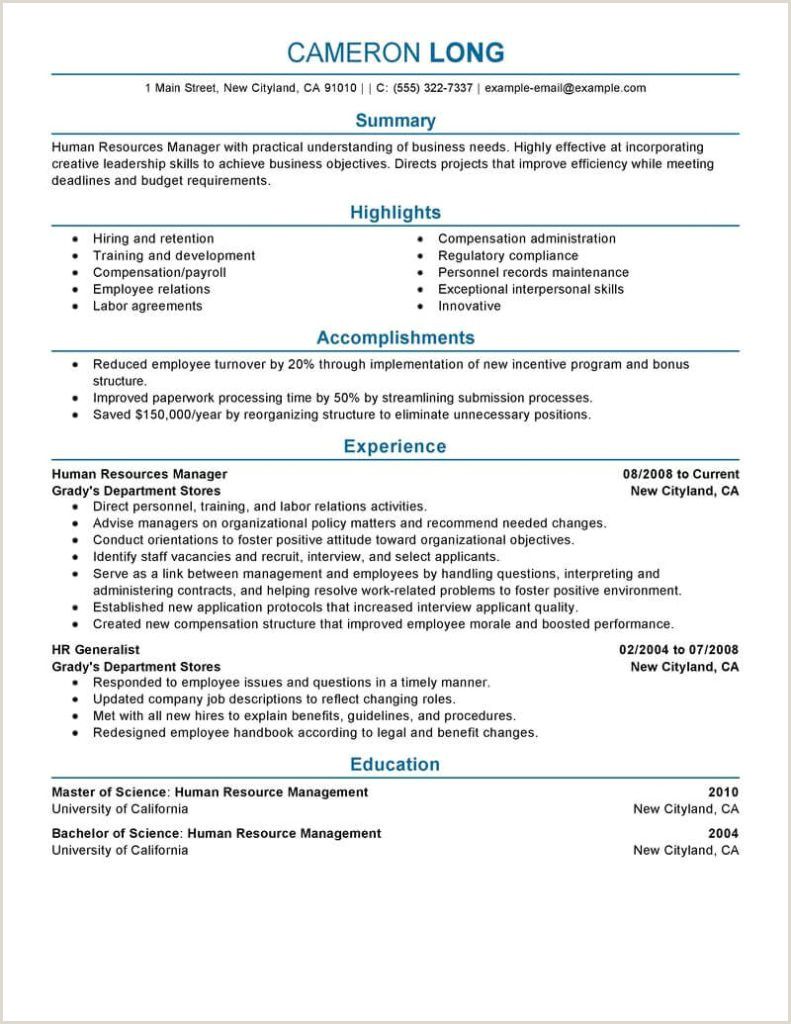 CAMERON LONG
1 Main Street, New Cityland, CA 91010 | | C: (555) 322-7337 | example-email@example.com
Summary
Human Resources Manager with practical understanding of business needs. Highly effective at incorporating
creative leadership skills to achieve business objectives. Directs projects that improve efficiency while meeting
deadlines and budget requirements.
Highlights
• Hiring and retention
• Training and development
• Compensation/payroll
• Employee relations
• Labor agreements
• Compensation administration
• Regulatory compliance
• Personnel records maintenance
• Exceptional interpersonal skills
• Innovative
Accomplishments
• Reduced employee turnover by 20% through implementation of new incentive program and bonus
structure.
• Improved paperwork processing time by 50% by streamlining submission processes.
• Saved $150,000/year by reorganizing structure to eliminate unnecessary positions.
Experience
Human Resources Manager 08/2008 to Current
Grady's Department Stores New Cityland, CA
• Direct personnel, training, and labor relations activities.
• Advise managers on organizational policy matters and recommend needed changes.
• Conduct orientations to foster positive attitude toward organizational objectives.
• Identify staff vacancies and recruit, interview, and select applicants.
• Serve as a link between management and employees by handling questions, interpreting and
administering contracts, and helping resolve work-related problems to foster positive environment.
• Established new application protocols that increased interview applicant quality.
• Created new compensation structure that improved employee morale and boosted performance.
HR Generalist 02/2004 to 07/2008
Grady's Department Stores New Cityland, CA
• Responded to employee issues and questions in a timely manner.
• Updated company job descriptions to reflect changing roles.
• Met with all new hires to explain benefits, guidelines, and procedures.
• Redesigned employee handbook according to legal and benefit changes.
Education
Master of Science: Human Resource Management 2010
University of California New Cityland, CA
Bachelor of Science: Human Resource Management 2004
University of California New Cityland, CA